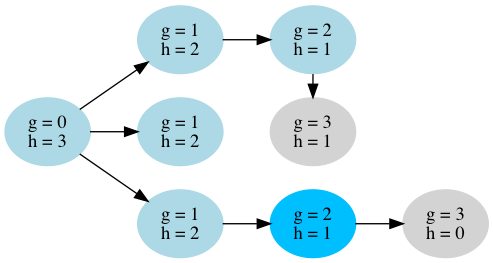 g = 1
h = 2
g = 2
h = 1
g = 0
h = 3
g = 1
h = 2
g = 3
h = 1
g = 1
h = 2
g = 2
h = 1
g = 3
h = 0